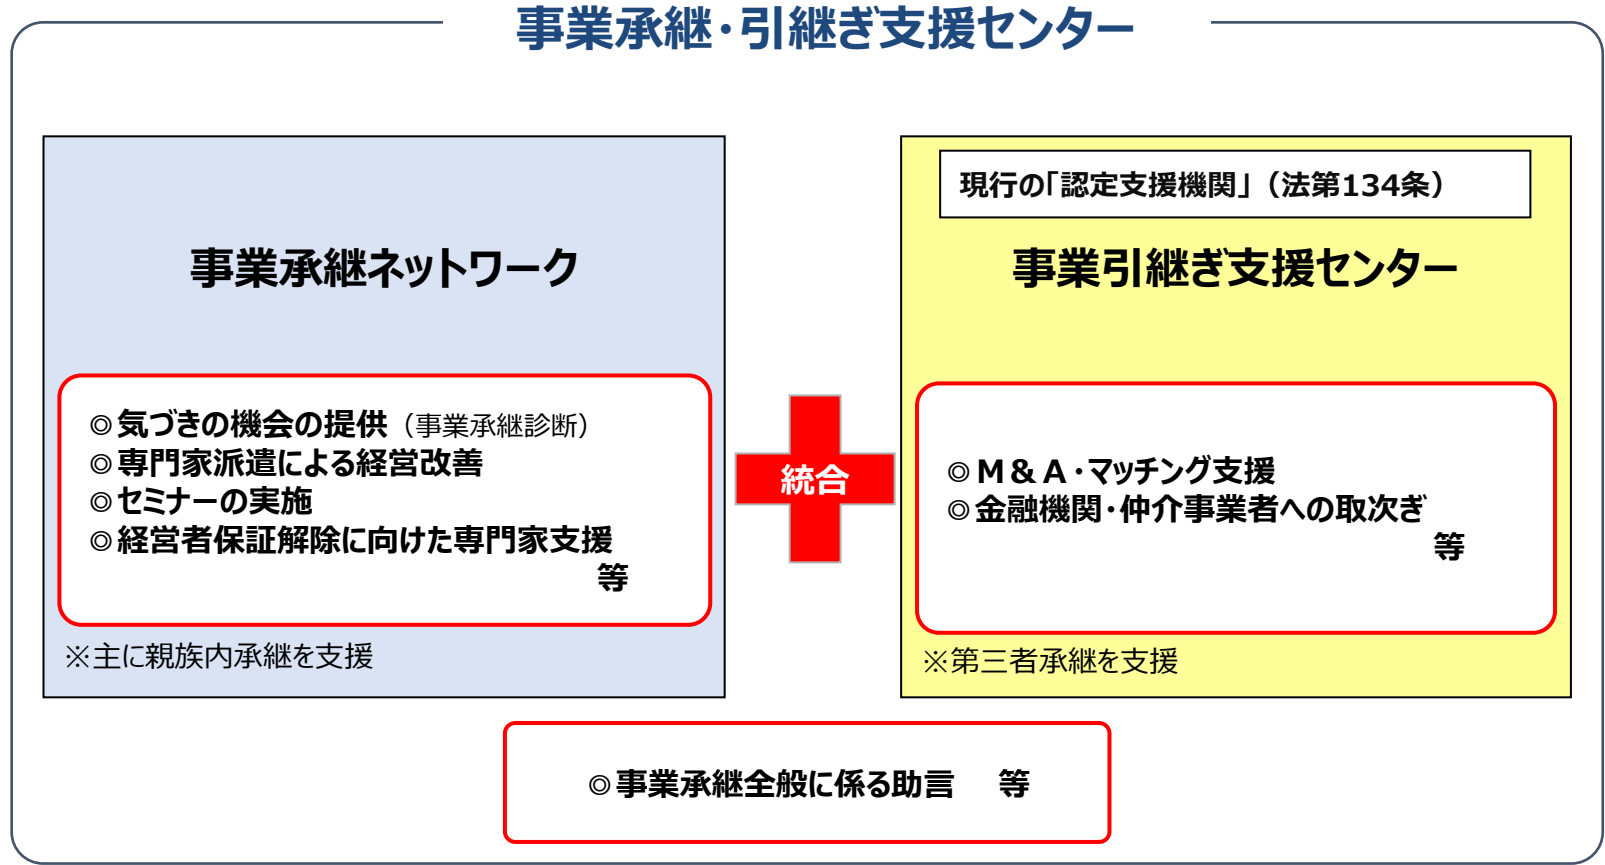 事業承継・引継ぎ支援センター
事業承継ネットワーク
◎気づきの機会の提供（事業承継診断）
◎専門家派遣による経営改善
◎セミナーの実施
◎経営者保証解除に向けた専門家支援
等
※主に親族内承継を支援
統合
現行の「認定支援機関」（法第134条）
事業引継ぎ支援センター
◎M＆A・マッチング支援
◎金融機関・仲介事業者への取次ぎ
等
※第三者承継を支援
◎事業承継全般に係る助言　等